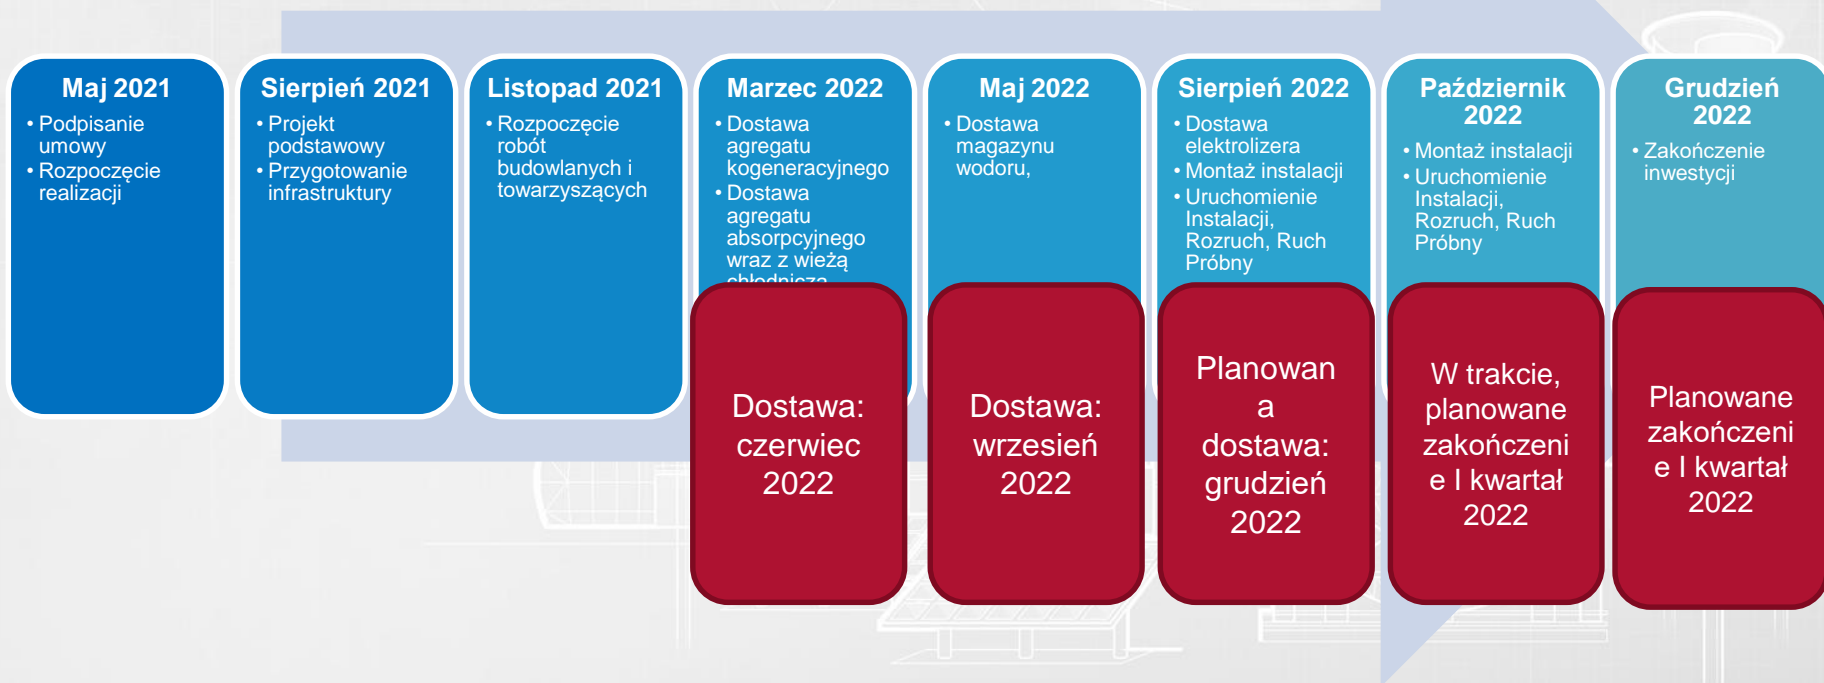 Maj 2021
• Podpisanie
umowy
• Rozpoczęcie
realizacji
Sierpień 2021
• Projekt
podstawowy
• Przygotowanie
infrastruktury
Listopad 2021
• Rozpoczęcie
robót
budowlanych i
towarzyszących
Marzec 2022
• Dostawa
agregatu
kogeneracyjnego
• Dostawa
agregatu
absorpcyjnego
wraz z wieżą
chłodniczą
Dostawa:
czerwiec
2022
Maj 2022
• Dostawa
magazynu
wodoru,
Dostawa:
wrzesień
2022
Sierpień 2022
• Dostawa
elektrolizera
• Montaż instalacji
• Uruchomienie
Instalacji,
Rozruch, Ruch
Próbny
Planowan
a
dostawa:
grudzień
2022
Październik
2022
• Montaż instalacji
• Uruchomienie
Instalacji,
Rozruch, Ruch
Próbny
W trakcie,
planowane
zakończeni
e I kwartał
2022
Grudzień
2022
• Zakończenie
inwestycji
Planowane
zakończeni
e I kwartał
2022